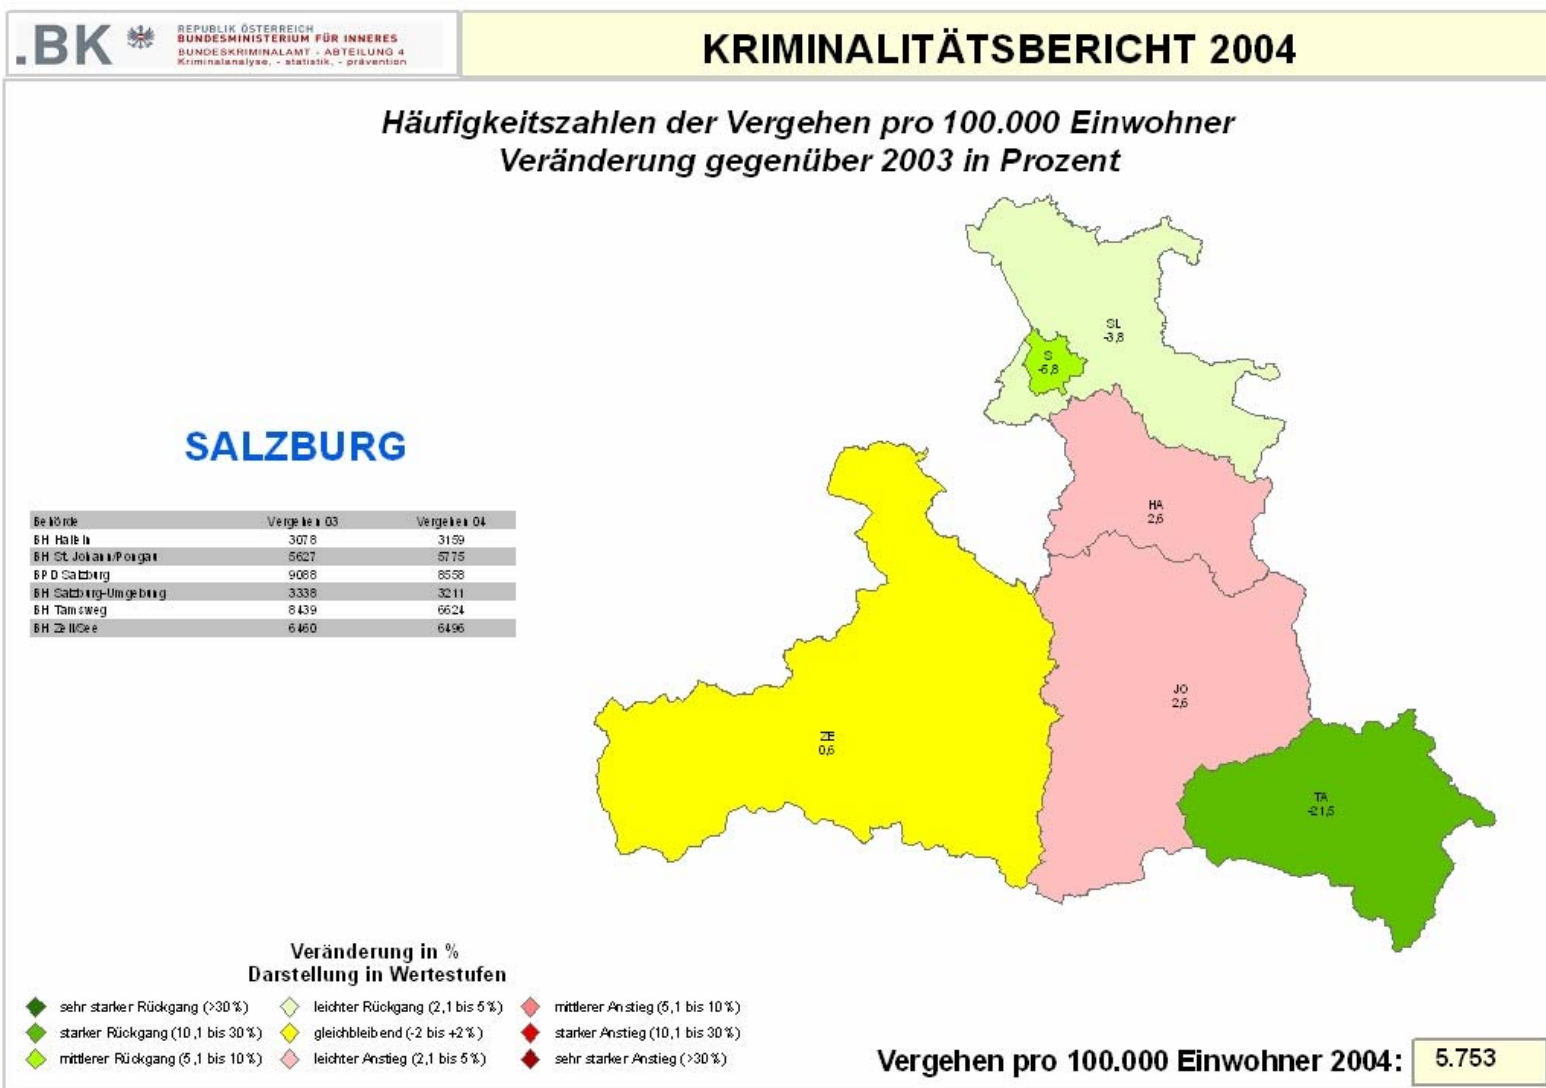 .BK
REPUBLIK ÖSTERREICH
BUNDESMINISTERIUM FÜR INNERES
BUNDESKRIMINALAMT - ABTEILUNG 4
Kriminalanalyse, - statistik, - prävention
KRIMINALITÄTSBERICHT 2004
Häufigkeitszahlen der Vergehen pro 100.000 Einwohner
Veränderung gegenüber 2003 in Prozent
SL
-3,8
S
-5,8
HA
2,6
JO
2,6
ZE
0,6
TA
-21,5
SALZBURG
Behörde Vergehen 03 Vergehen 04
BH Hallein 3078 3159
BH St. Johann/Pongau 5627 5775
BPD Salzburg 9088 8558
BH Salzburg-Umgebung 3338 3211
BH Tamsweg 8439 6624
BH Zell/See 6460 6496
Veränderung in %
Darstellung in Wertestufen
sehr starker Rückgang (>30%) leichter Rückgang (2,1 bis 5%) mittlerer Anstieg (5,1 bis 10%)
starker Rückgang (10,1 bis 30%) gleichbleibend (-2 bis +2%) starker Anstieg (10,1 bis 30%)
mittlerer Rückgang (5,1 bis 10%) leichter Anstieg (2,1 bis 5%) sehr starker Anstieg (>30%)
Vergehen pro 100.000 Einwohner 2004: 5.753